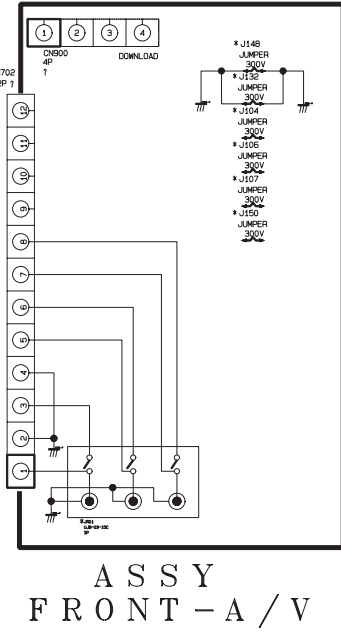 1 2 3 4
CN900
4P
?
DOWNLOAD
702
2P ?
12
11
10
9
8
7
6
5
4
3
2
1
* J148
JUMPER
300V
* J132
JUMPER
300V
* J104
JUMPER
300V
* J106
JUMPER
300V
* J107
JUMPER
300V
* J150
JUMPER
300V
ASSY
FRONT-A/V